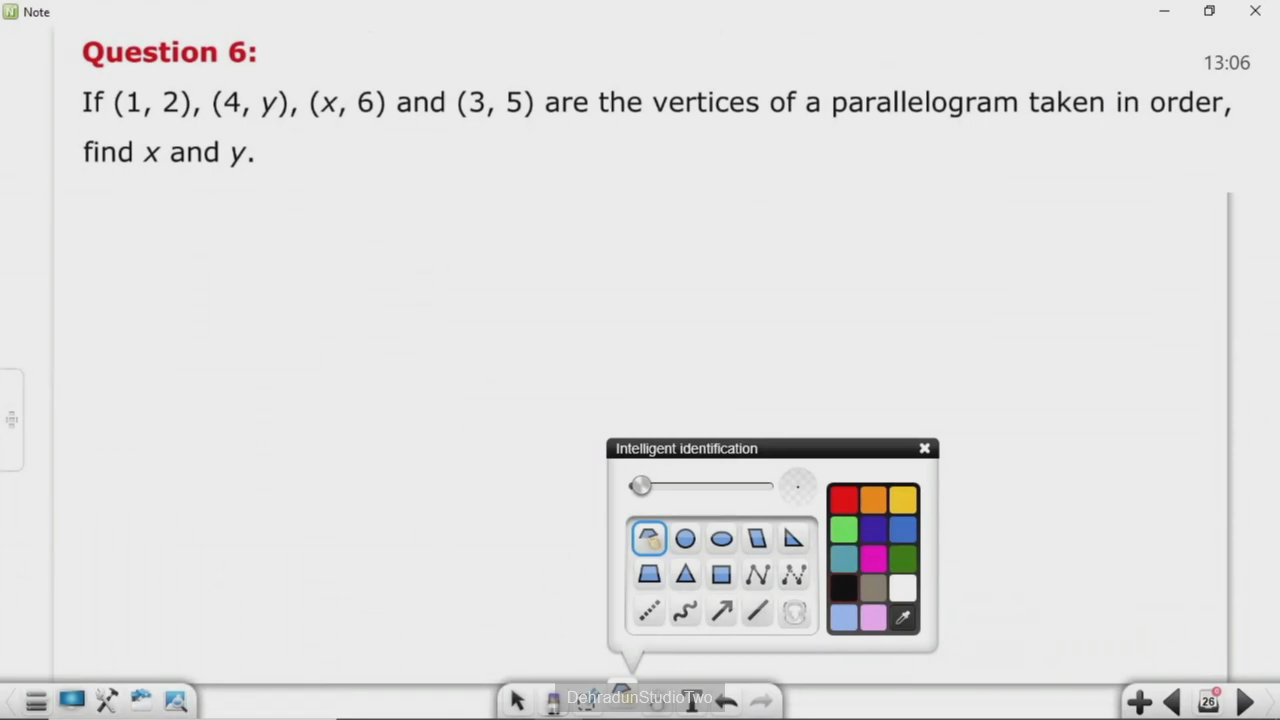 Note
Question 6:
13:06
If (1, 2), (4, y), (x, 6) and (3, 5) are the vertices of a parallelogram taken in order,
find x and y.
Intelligent identification
DehradunStudioTwo
26